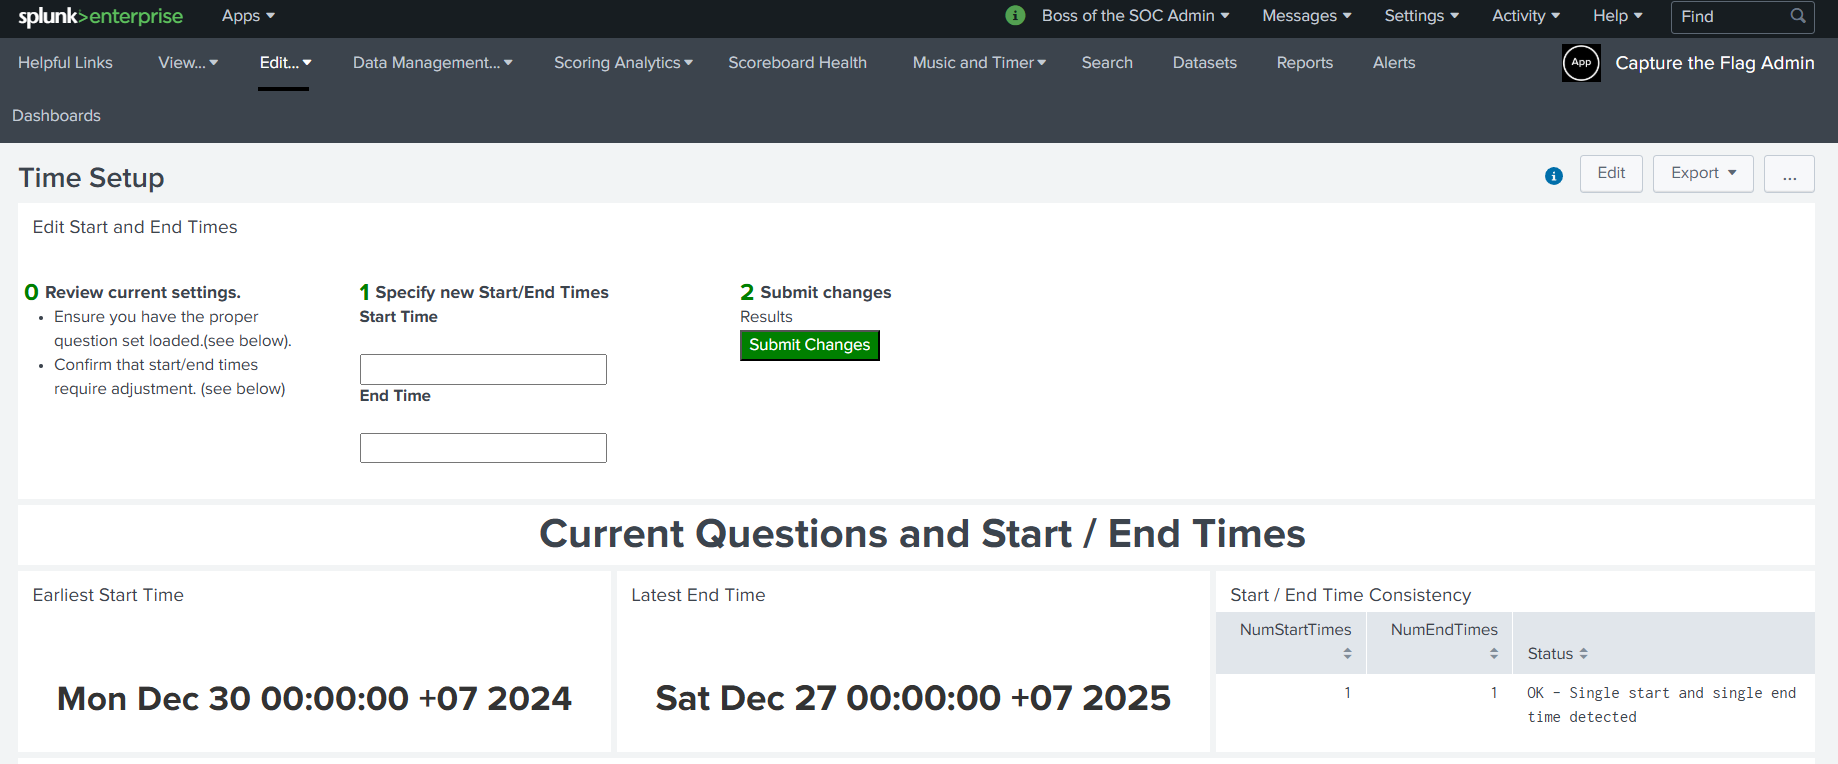 splunk>enterprise Apps Boss of the SOC Admin Messages Settings Activity Help Find
Helpful Links View... Edit... Data Management... Scoring Analytics Scoreboard Health Music and Timer Search Datasets Reports Alerts App Capture the Flag Admin
Dashboards
Time Setup Edit Export ...
Edit Start and End Times
0 Review current settings.
• Ensure you have the proper
question set loaded.(see below).
• Confirm that start/end times
require adjustment. (see below)
1 Specify new Start/End Times
Start Time
End Time
2 Submit changes
Results
Submit Changes
Current Questions and Start / End Times
Earliest Start Time
Mon Dec 30 00:00:00 +07 2024
Latest End Time
Sat Dec 27 00:00:00 +07 2025
Start / End Time Consistency
NumStartTimes NumEndTimes Status
1 1 OK - Single start and single end
time detected